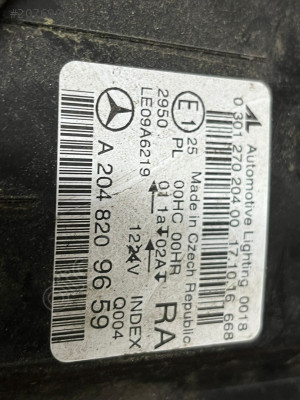 AL Automotive Lighting 0018
0 301 270 204 00 17.10.16 668
Made in Czech Republic
E1 25 00HC 00HR
2950 PL 01 1a 02A RA
LE09A6219 INDEX
Q004
A 204 820 96 59